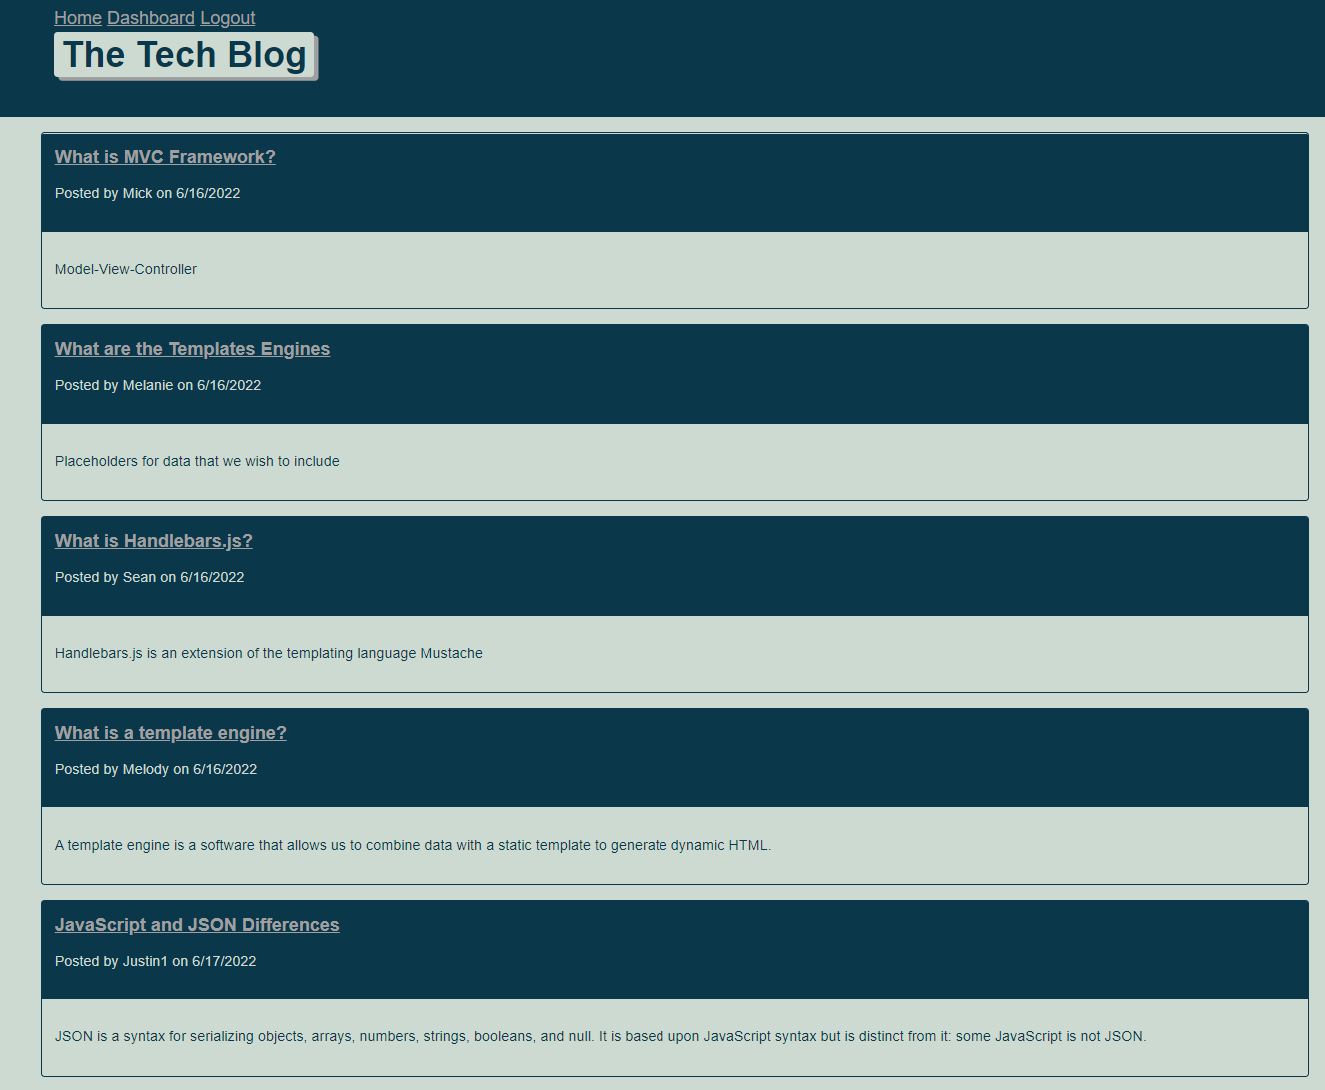 Home Dashboard Logout
The Tech Blog
What is MVC Framework?
Posted by Mick on 6/16/2022
Model-View-Controller
What are the Templates Engines
Posted by Melanie on 6/16/2022
Placeholders for data that we wish to include
What is Handlebars.js?
Posted by Sean on 6/16/2022
Handlebars.js is an extension of the templating language Mustache
What is a template engine?
Posted by Melody on 6/16/2022
A template engine is a software that allows us to combine data with a static template to generate dynamic HTML.
JavaScript and JSON Differences
Posted by Justin1 on 6/17/2022
JSON is a syntax for serializing objects, arrays, numbers, strings, booleans, and null. It is based upon JavaScript syntax but is distinct from it: some JavaScript is not JSON.